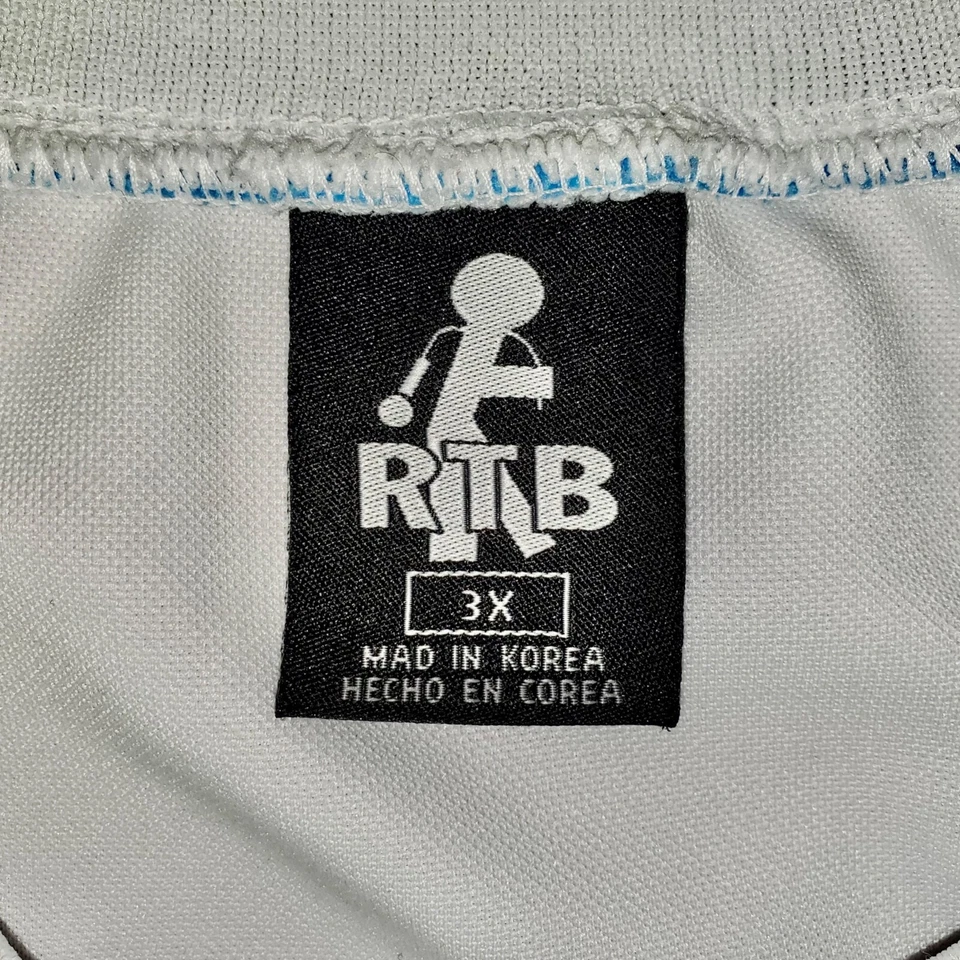 RTB
3X
MAD IN KOREA
HECHO EN COREA